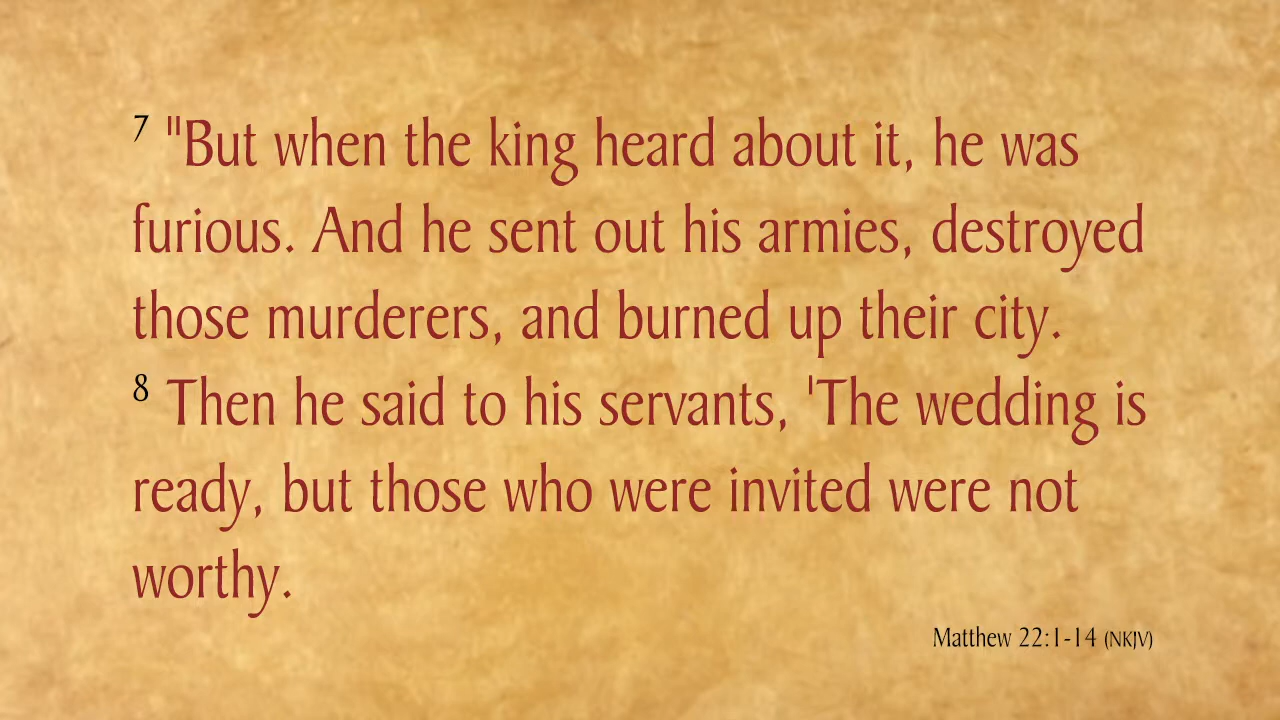 7 "But when the king heard about it, he was
furious. And he sent out his armies, destroyed
those murderers, and burned up their city.
8 Then he said to his servants, 'The wedding is
ready, but those who were invited were not
worthy.
Matthew 22:1-14 (NKJV)